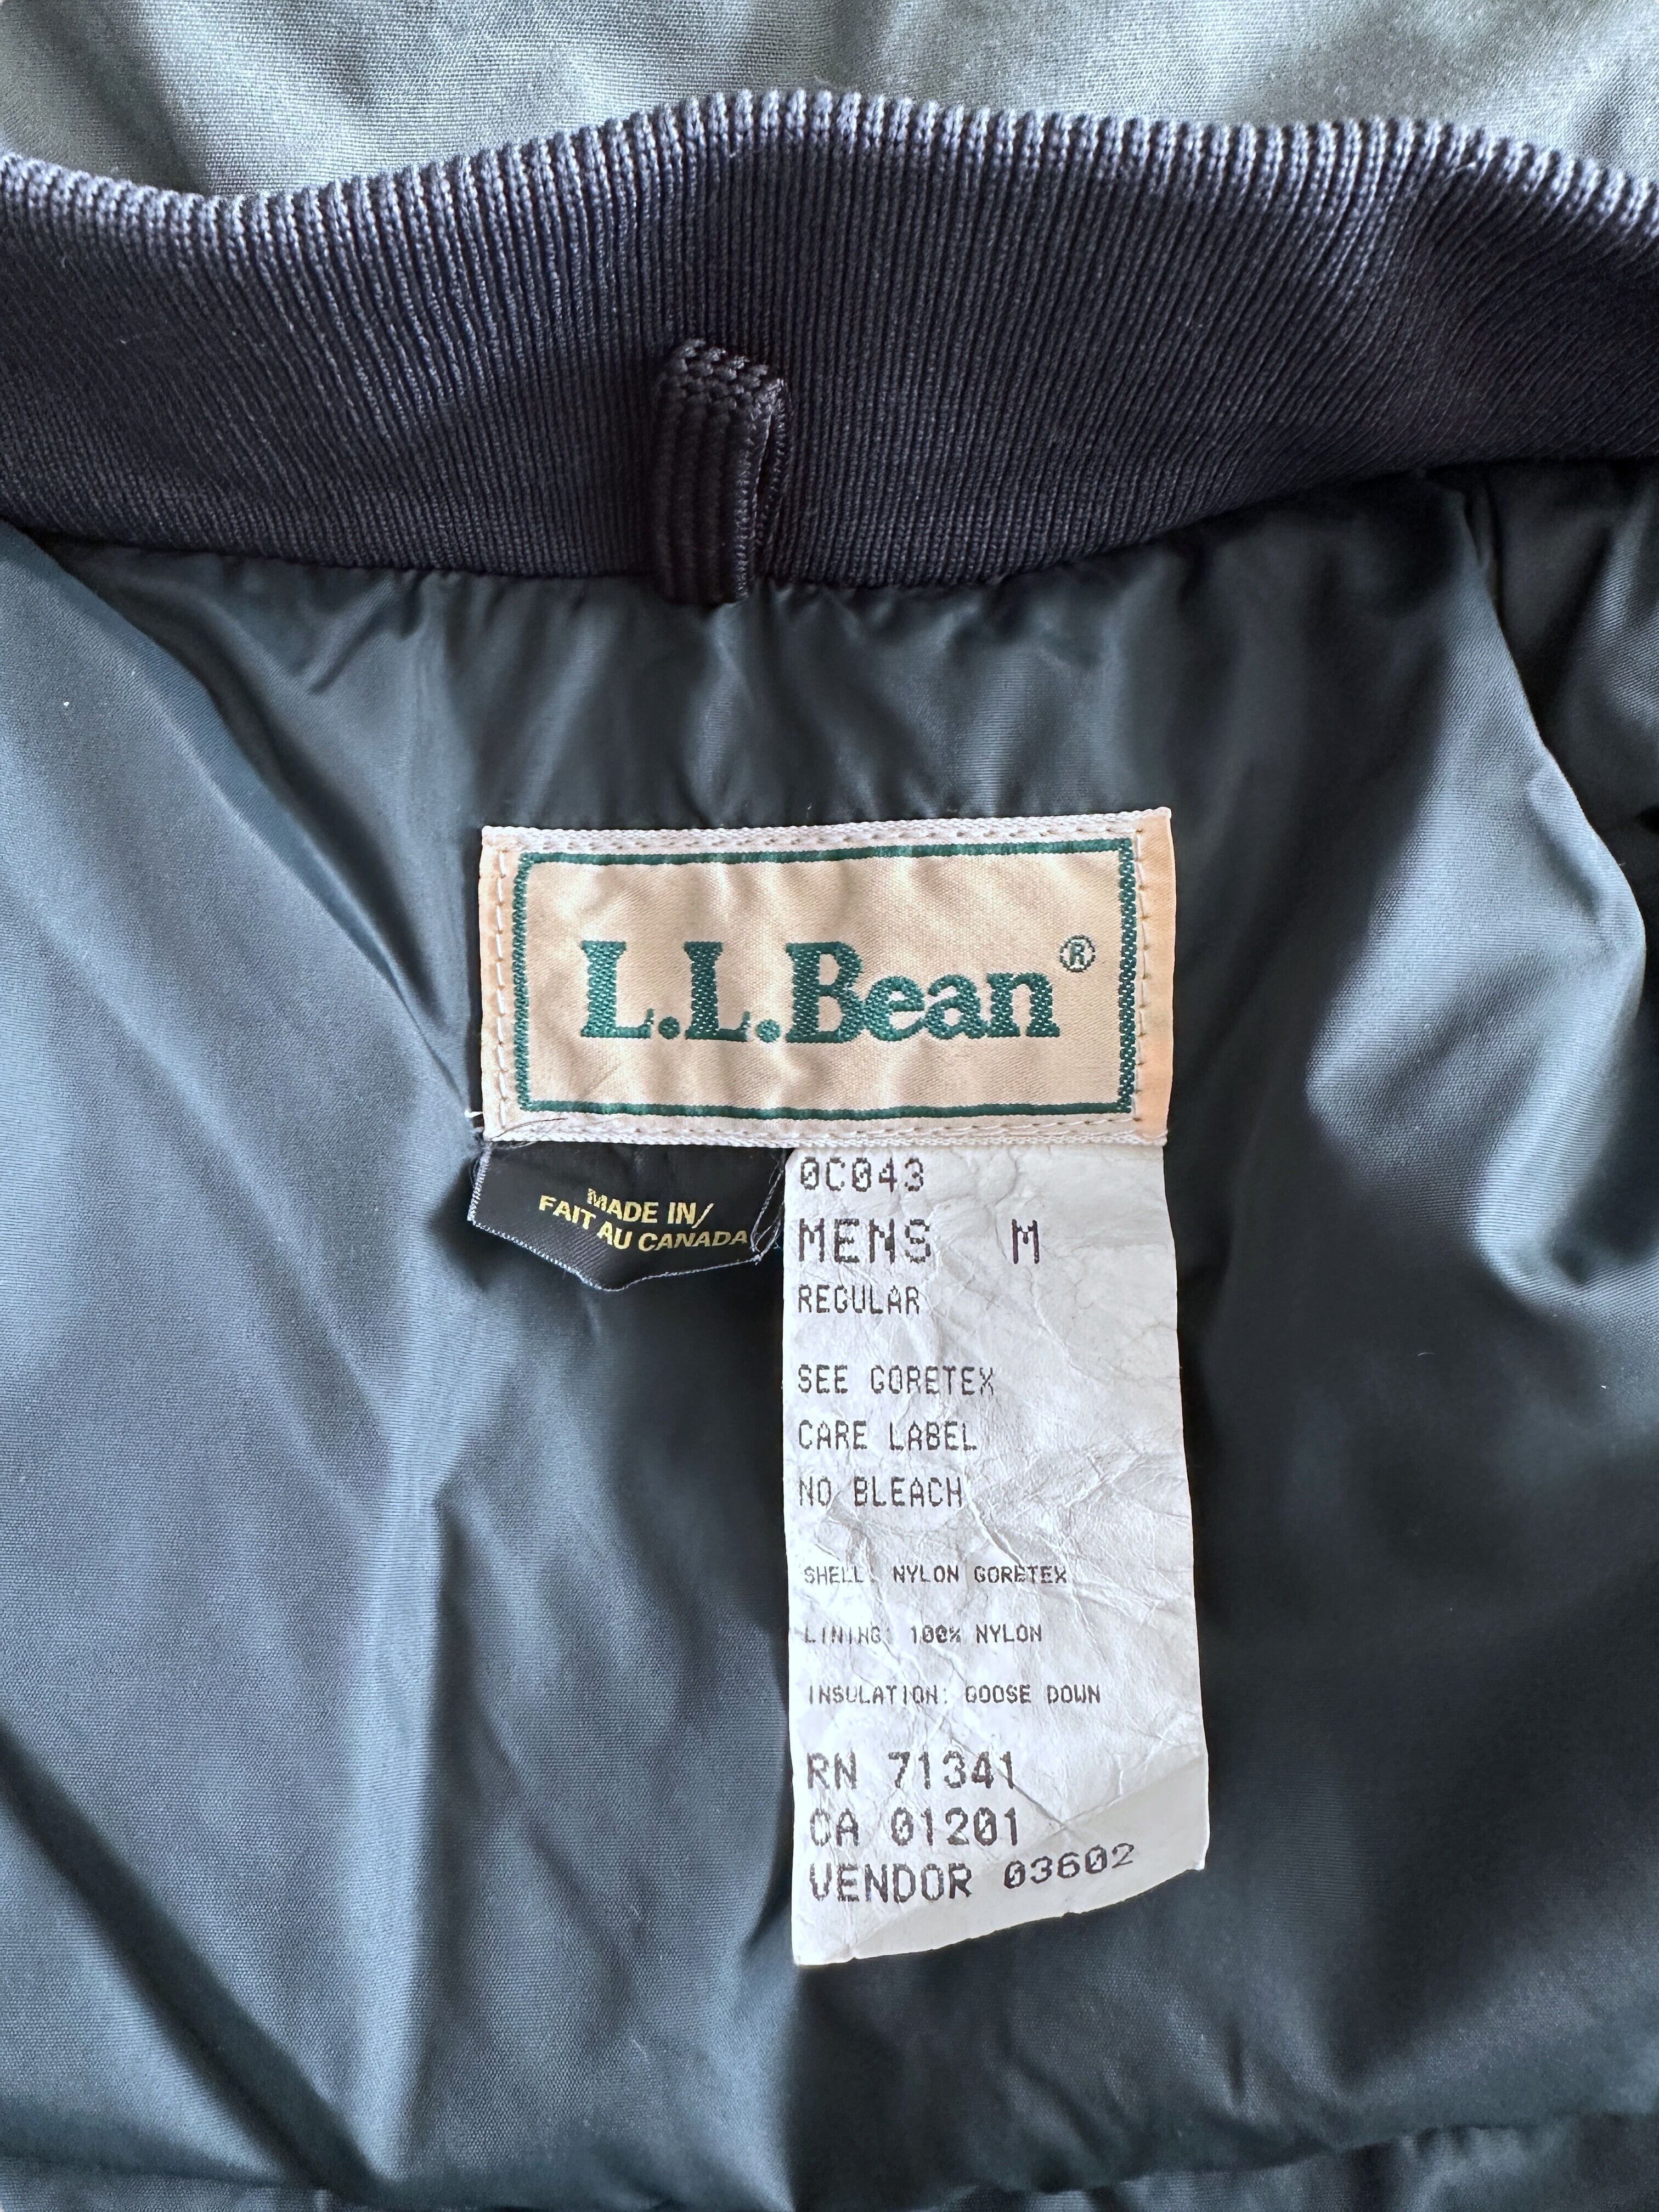 L.L.Bean®
MADE IN/
FAIT AU CANADA
0C043
MENS M
REGULAR
SEE GORETEX
CARE LABEL
NO BLEACH
SHELL: NYLON GORETEX
LINING: 100% NYLON
INSULATION: GOOSE DOWN
RN 71341
CA 01201
VENDOR 03602